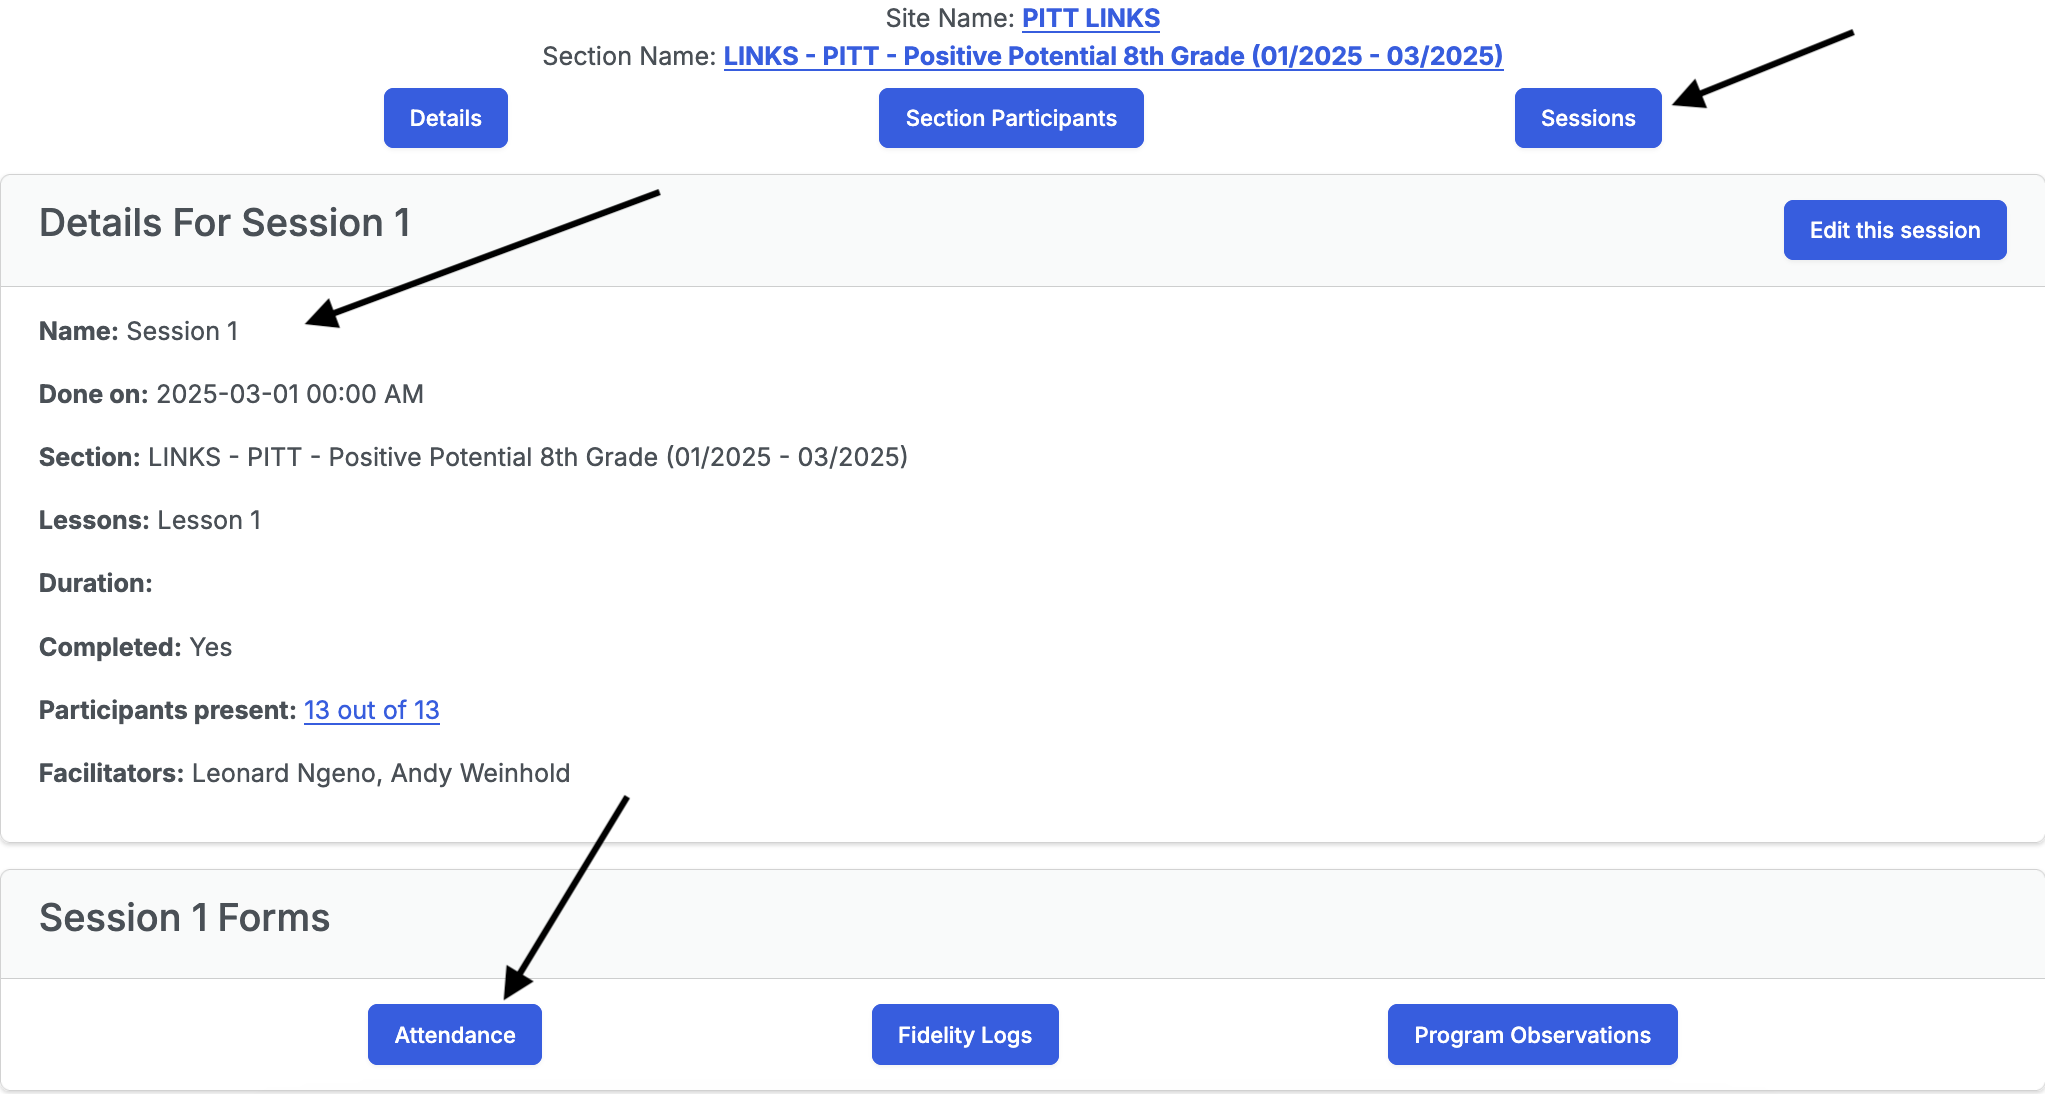 Site Name: PITT LINKS
Section Name: LINKS - PITT - Positive Potential 8th Grade (01/2025 - 03/2025)
Details
Section Participants
Sessions
Details For Session 1
Edit this session
Name: Session 1
Done on: 2025-03-01 00:00 AM
Section: LINKS - PITT - Positive Potential 8th Grade (01/2025 - 03/2025)
Lessons: Lesson 1
Duration:
Completed: Yes
Participants present: 13 out of 13
Facilitators: Leonard Ngeno, Andy Weinhold
Session 1 Forms
Attendance
Fidelity Logs
Program Observations